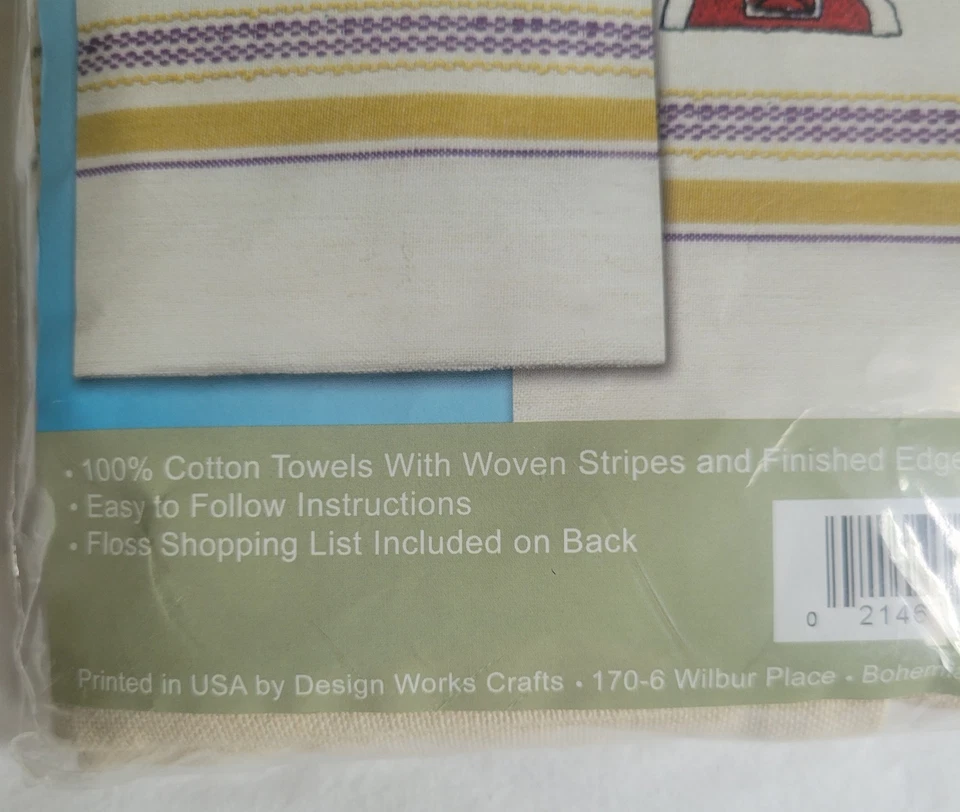 • 100% Cotton Towels With Woven Stripes and Finished Edge
• Easy to Follow Instructions
• Floss Shopping List Included on Back
0 2146
Printed in USA by Design Works Crafts • 170-6 Wilbur Place • Bohemia